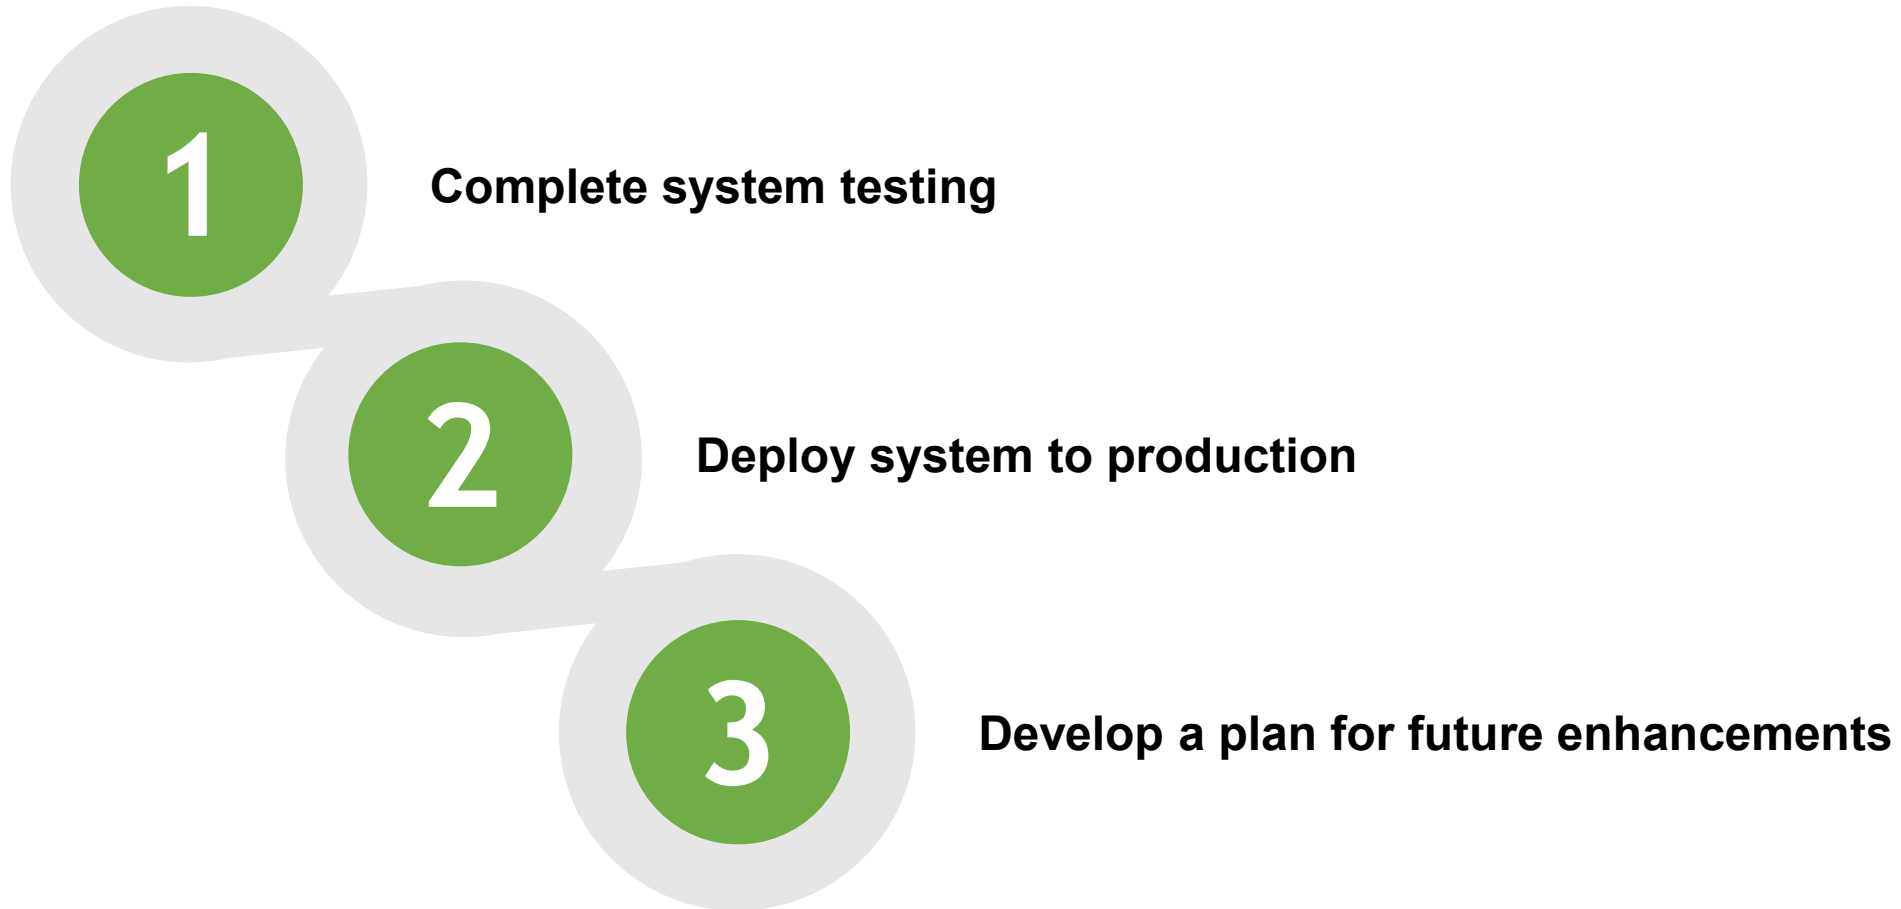 1
Complete system testing
2
Deploy system to production
3
Develop a plan for future enhancements